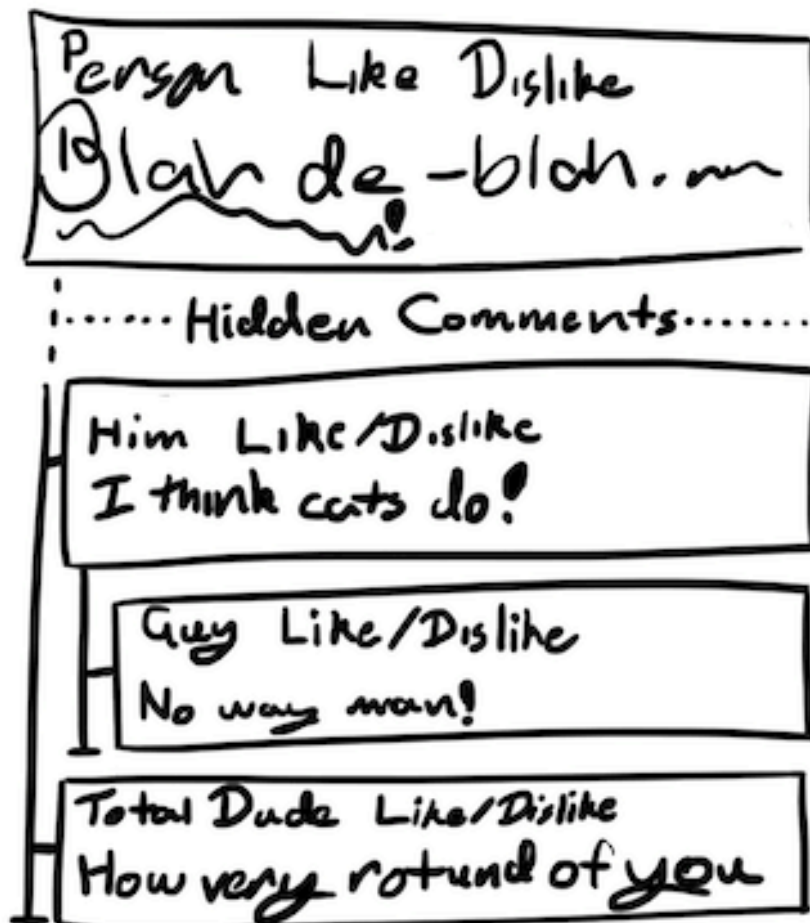 Person Like Dislike
Blah de-blah.
Hidden Comments
Him Like/Dislike
I think cats do!
Guy Like/Dislike
No way man!
Total Dude Like/Dislike
How very rotund of you